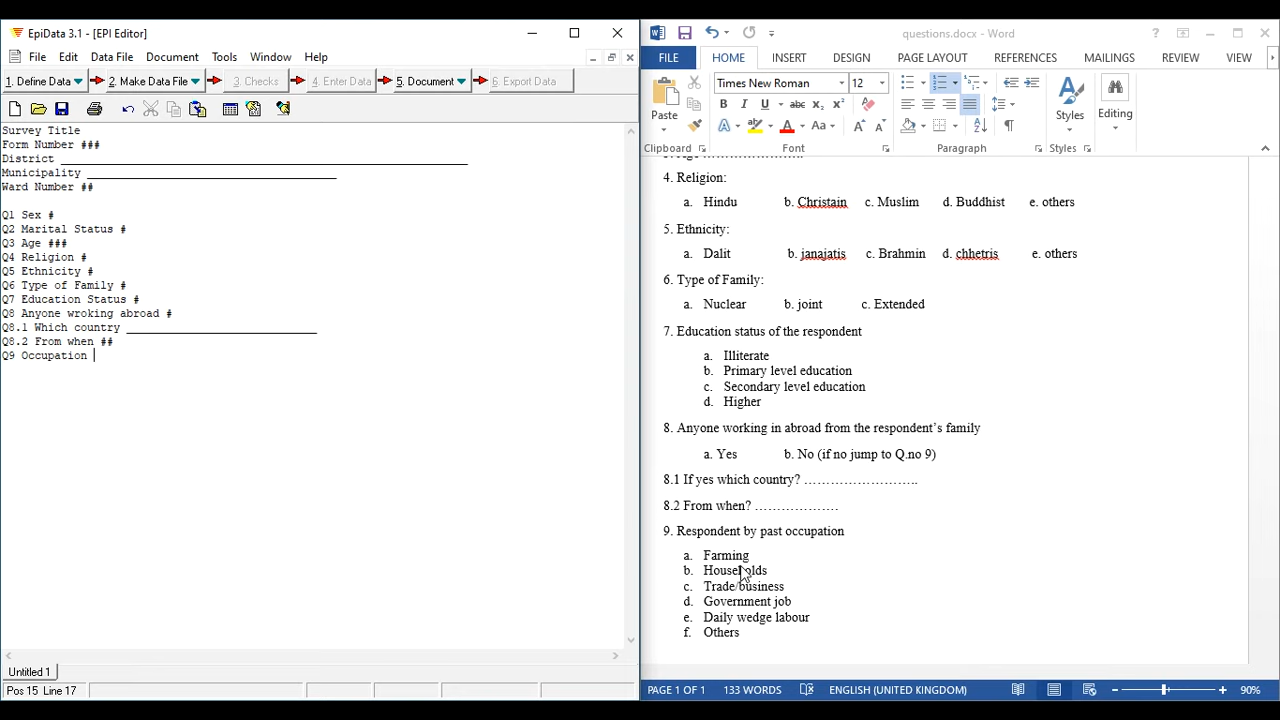 EpiData 3.1 - [EPI Editor]
File Edit Data File Document Tools Window Help
1. Define Data 2. Make Data File 3. Checks 4. Enter Data 5. Document 6. Export Data
Survey Title
Form Number ###
District ___________________________________________________________
Municipality ____________________________________
Ward Number ##
Q1 Sex #
Q2 Marital Status #
Q3 Age ###
Q4 Religion #
Q5 Ethnicity #
Q6 Type of Family #
Q7 Education Status #
Q8 Anyone wroking abroad #
Q8.1 Which country ___________________________
Q8.2 From when ##
Q9 Occupation
Untitled 1
Pos 15 Line 17
questions.docx - Word
FILE HOME INSERT DESIGN PAGE LAYOUT REFERENCES MAILINGS REVIEW VIEW
Paste
Times New Roman 12
B I U abc x₂ x²
A A Aa A A
Styles
Editing
Clipboard Font Paragraph Styles
4. Religion:
a. Hindu b. Christain c. Muslim d. Buddhist e. others
5. Ethnicity:
a. Dalit b. janajatis c. Brahmin d. chhetris e. others
6. Type of Family:
a. Nuclear b. joint c. Extended
7. Education status of the respondent
a. Illiterate
b. Primary level education
c. Secondary level education
d. Higher
8. Anyone working in abroad from the respondent’s family
a. Yes b. No (if no jump to Q.no 9)
8.1 If yes which country? ……………………..
8.2 From when? ……………….
9. Respondent by past occupation
a. Farming
b. Households
c. Trade/business
d. Government job
e. Daily wedge labour
f. Others
PAGE 1 OF 1 133 WORDS ENGLISH (UNITED KINGDOM) 90%